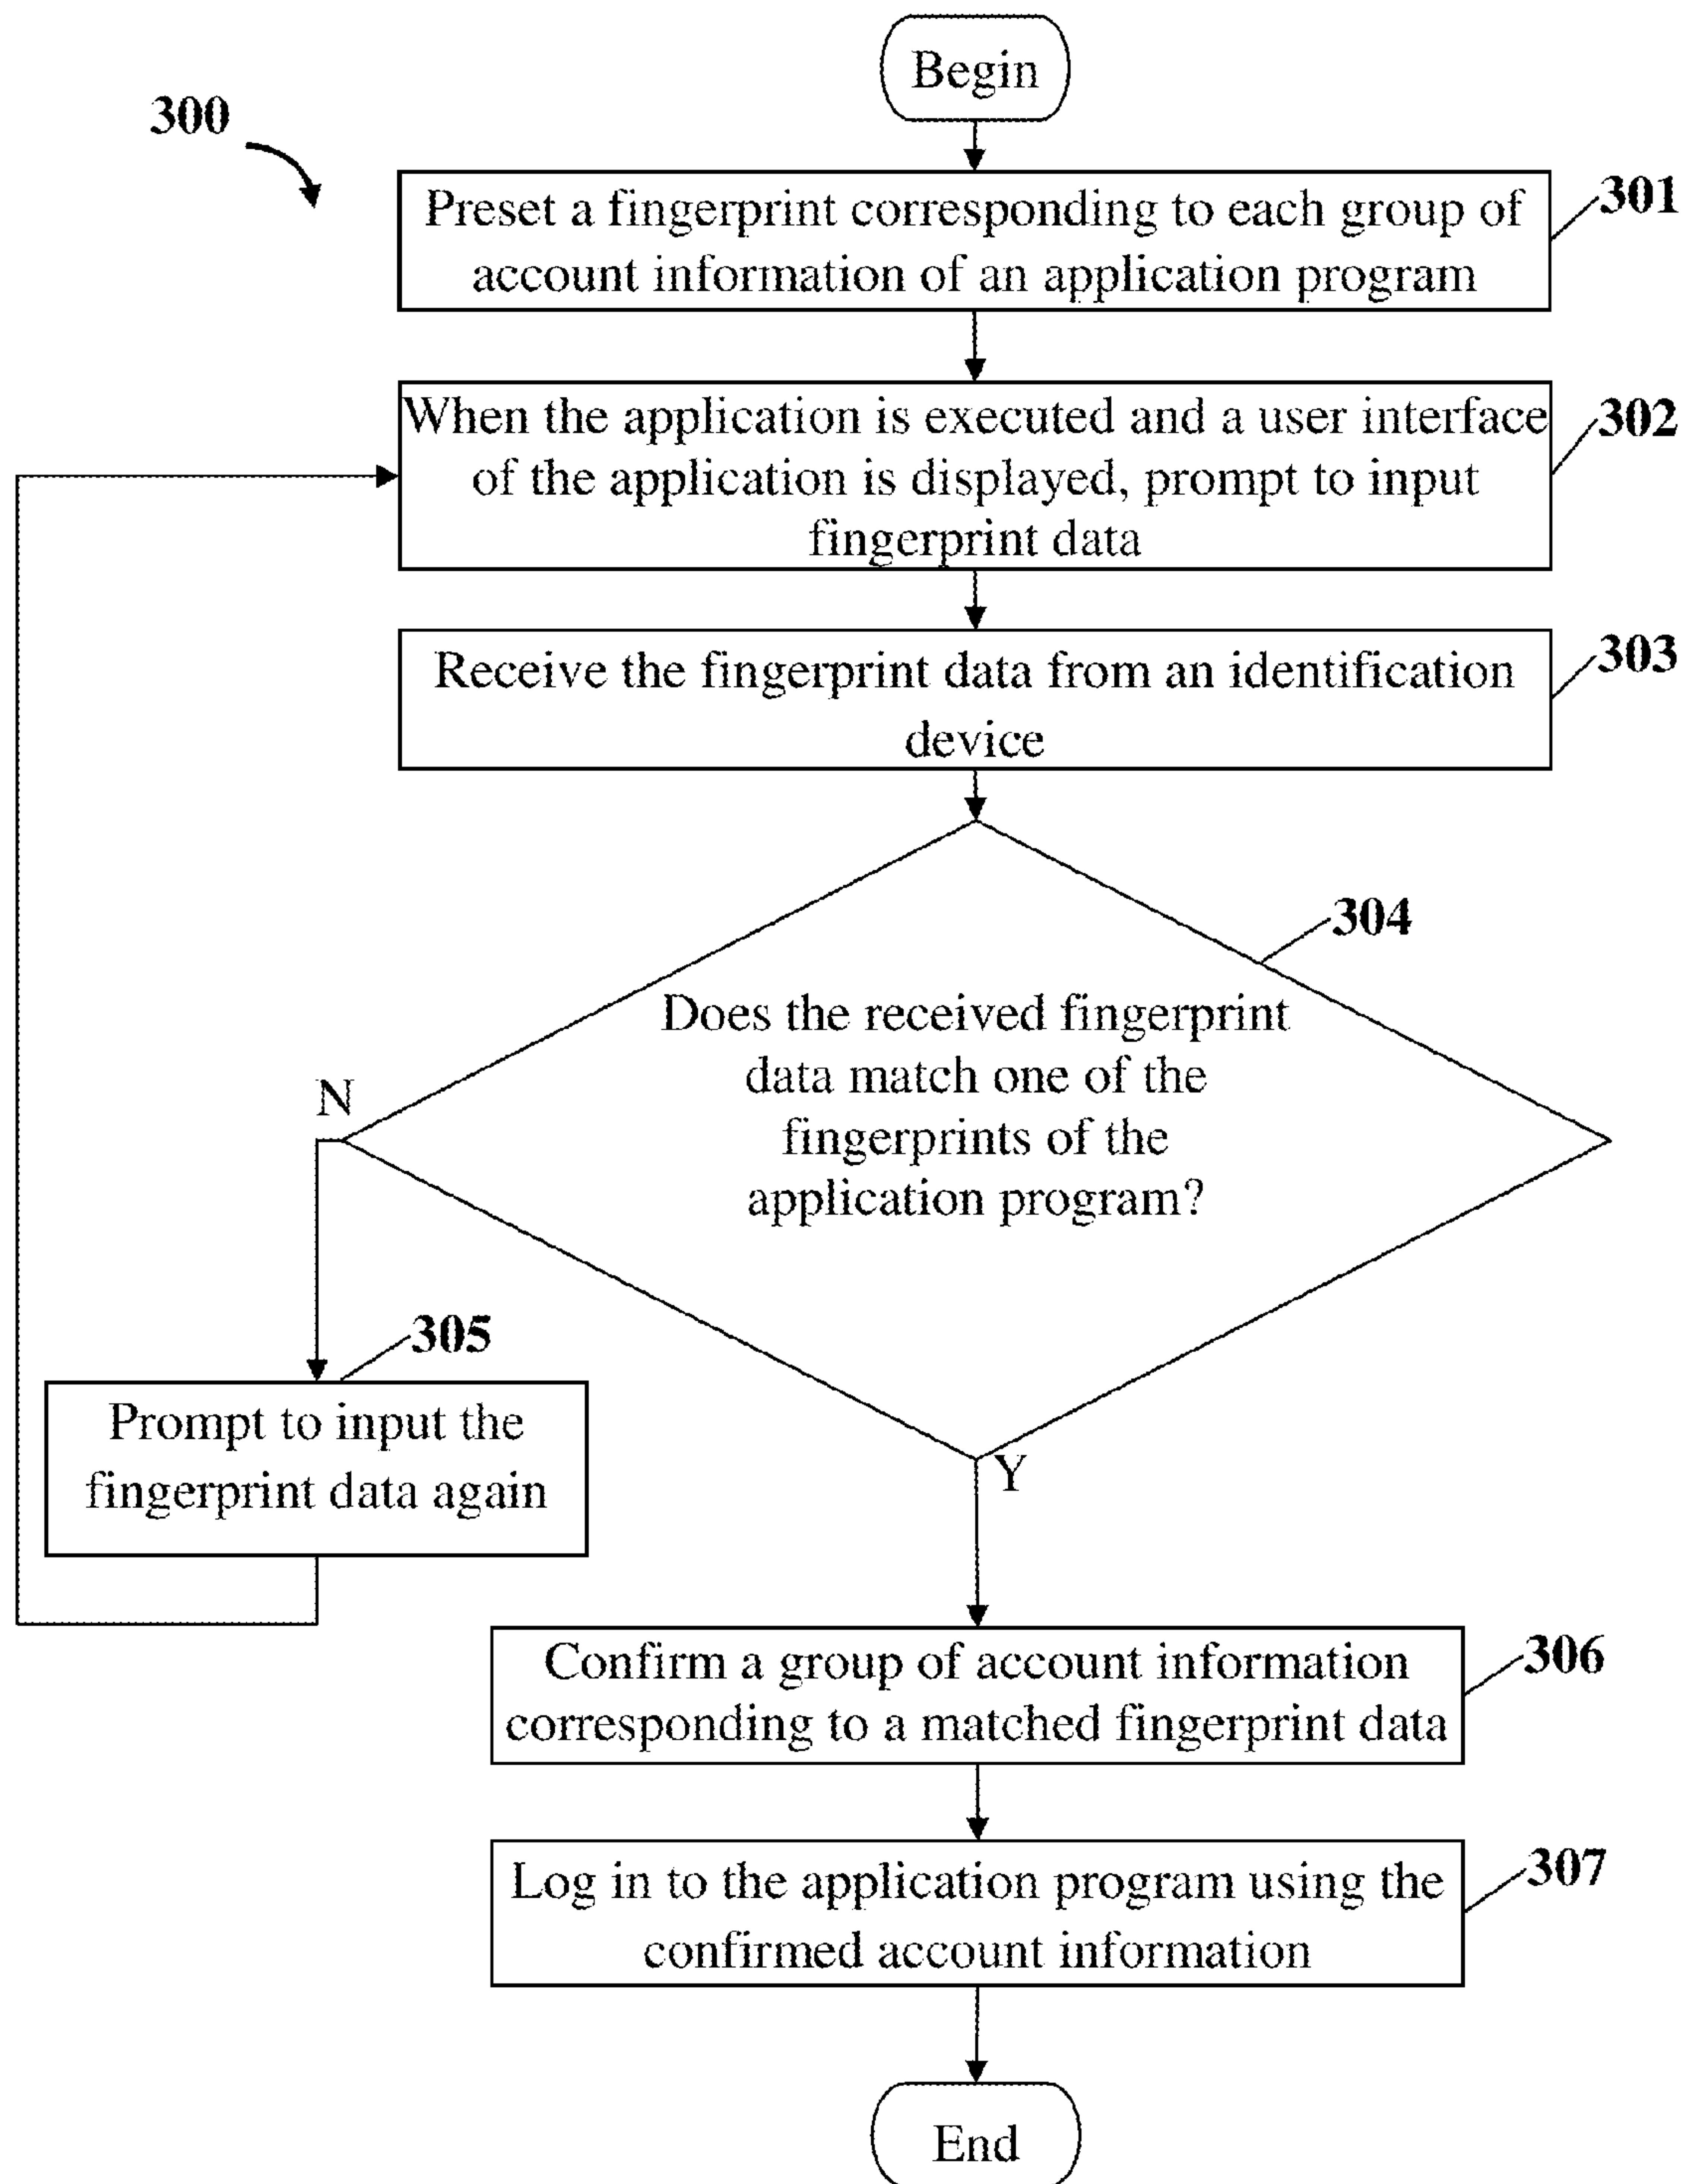 Begin
300
301
Preset a fingerprint corresponding to each group of
account information of an application program
302
When the application is executed and a user interface
of the application is displayed, prompt to input
fingerprint data
303
Receive the fingerprint data from an identification
device
304
Does the received fingerprint
data match one of the
fingerprints of the
application program?
N
Y
305
Prompt to input the
fingerprint data again
306
Confirm a group of account information
corresponding to a matched fingerprint data
307
Log in to the application program using the
confirmed account information
End